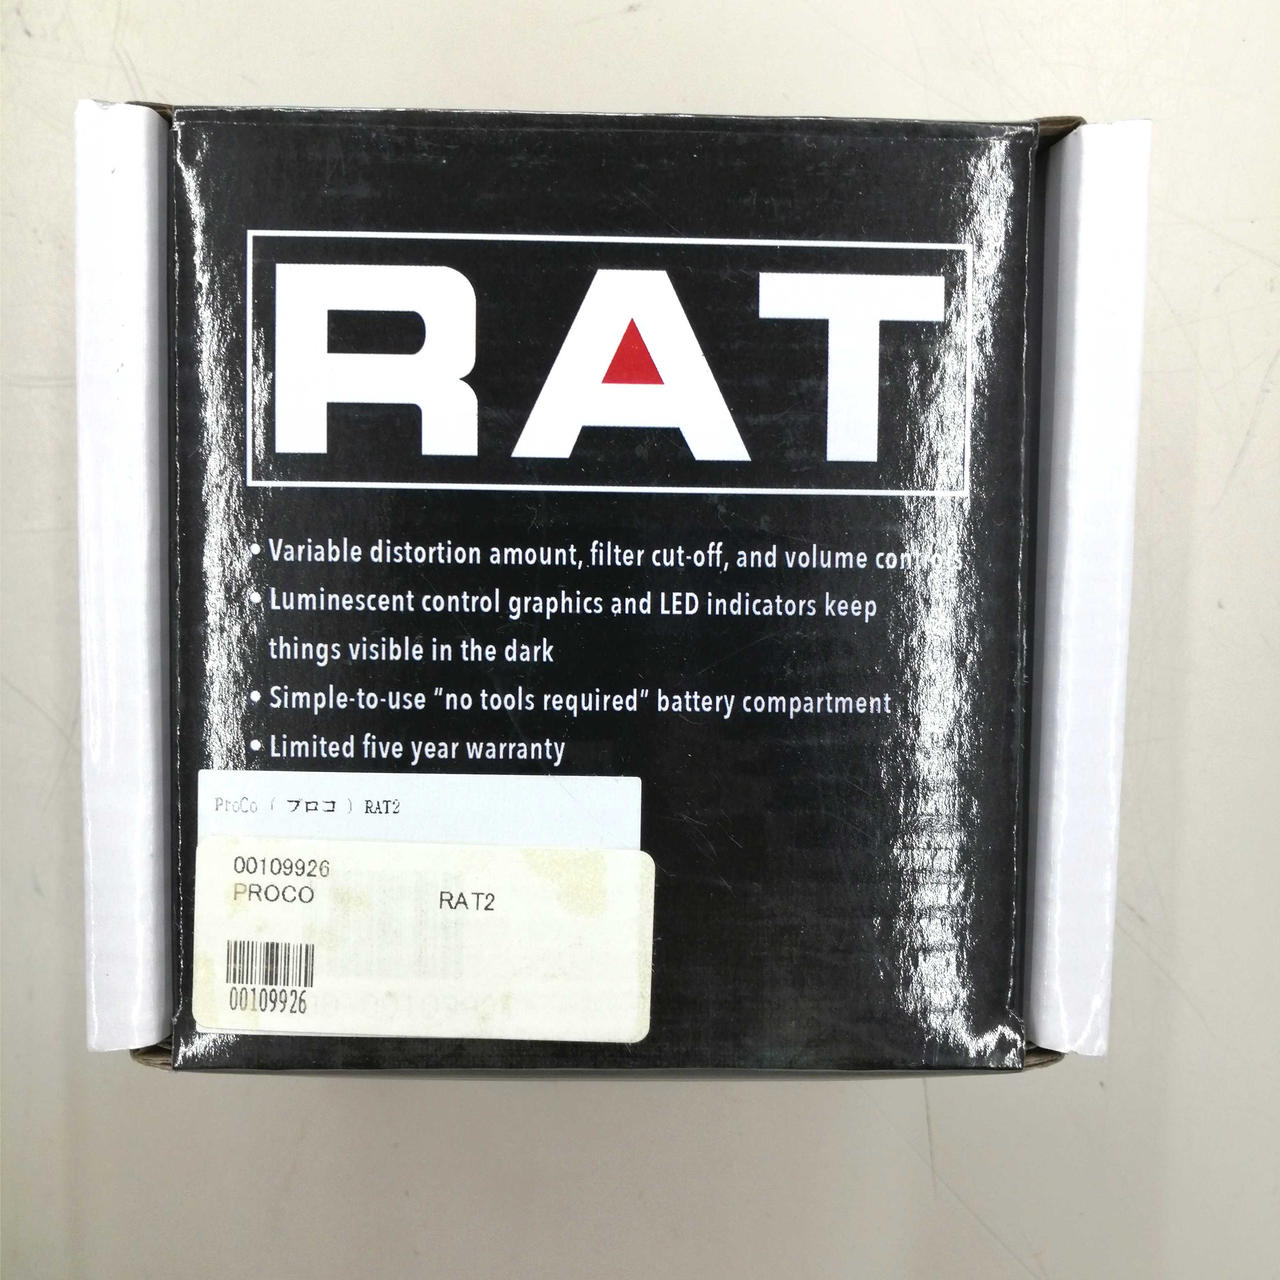 RAT
• Variable distortion amount, filter cut-off, and volume controls
• Luminescent control graphics and LED indicators keep
things visible in the dark
• Simple-to-use “no tools required” battery compartment
• Limited five year warranty
ProCo ( プロコ ) RAT2
00109926
PROCO RAT2
00109926